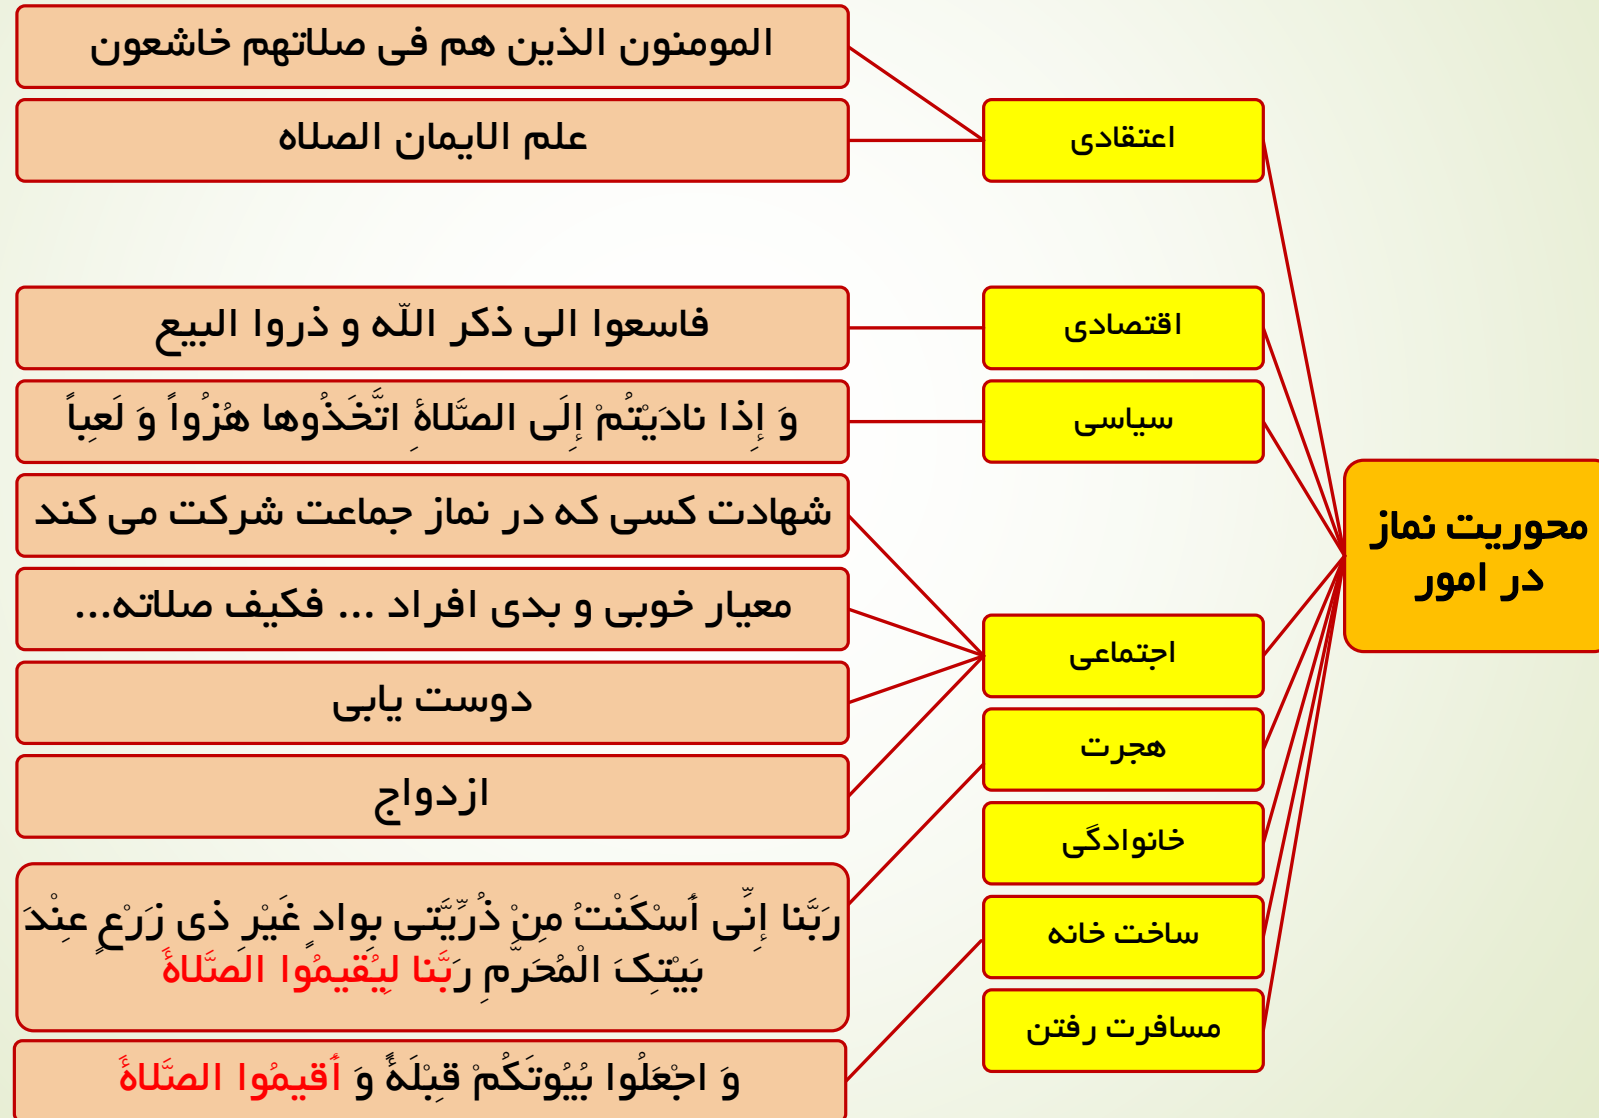 محوریت نماز
در امور
اعتقادی
المومنون الذین هم فی صلاتهم خاشعون
علم الایمان الصلاه
اقتصادی
فاسعوا الی ذکر اللّه و ذروا البیع
سیاسی
وَ إِذا نادَیْتُمْ إِلَی الصَّلاةِ اتَّخَذُوها هُزُواً وَ لَعِباً
اجتماعی
شهادت کسی که در نماز جماعت شرکت می کند
معیار خوبی و بدی افراد ... فکیف صلاته...
دوست یابی
ازدواج
هجرت
رَبَّنا إِنِّی أَسْکَنْتُ مِنْ ذُرِّیَّتی بِوادٍ غَیْرِ ذی زَرْعٍ عِنْدَ
بَیْتِکَ الْمُحَرَّمِ رَبَّنا لِیُقیمُوا الصَّلاةَ
خانوادگی
ساخت خانه
وَ اجْعَلُوا بُیُوتَکُمْ قِبْلَةً وَ أَقیمُوا الصَّلاةَ
مسافرت رفتن